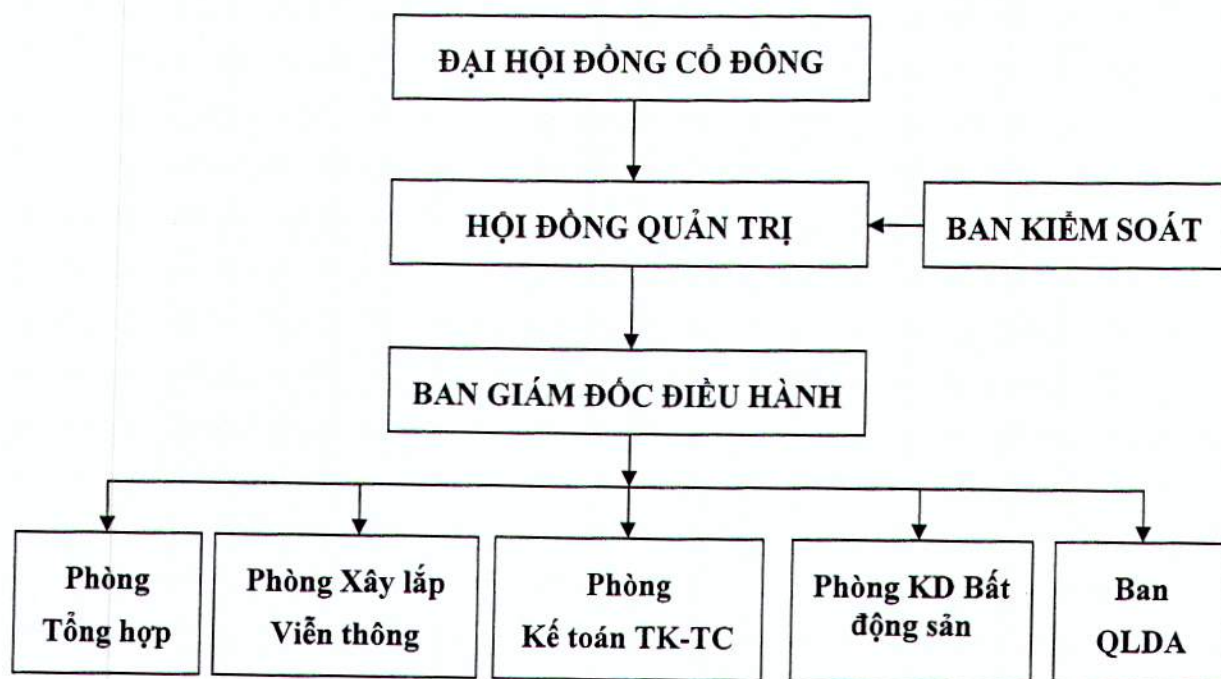 ĐẠI HỘI ĐỒNG CỔ ĐÔNG
HỘI ĐỒNG QUẢN TRỊ
BAN KIỂM SOÁT
BAN GIÁM ĐỐC ĐIỀU HÀNH
Phòng
Tổng hợp
Phòng Xây lắp
Viễn thông
Phòng
Kế toán TK-TC
Phòng KD Bất
động sản
Ban
QLDA